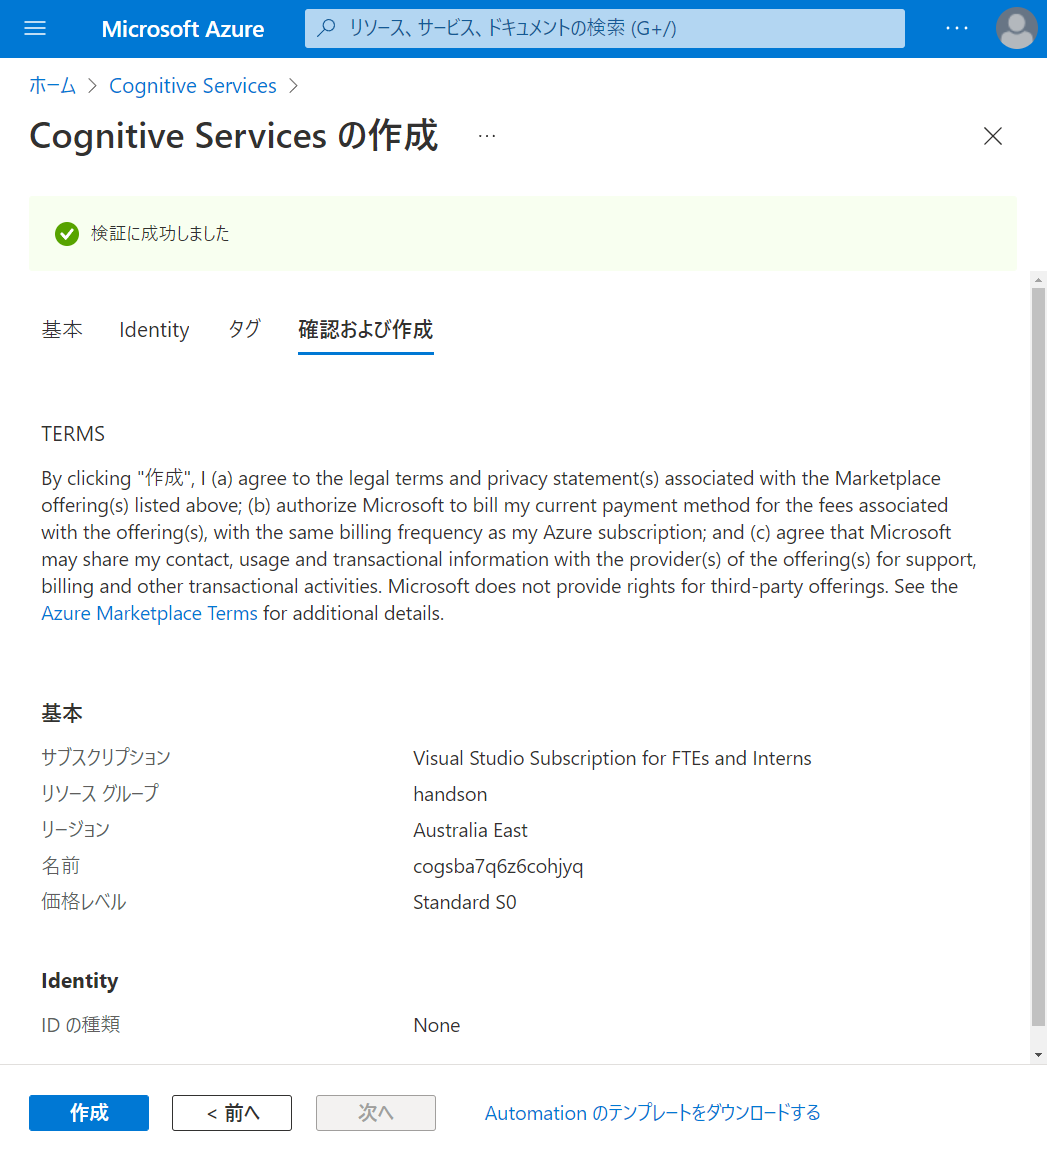 Microsoft Azure
リソース、サービス、ドキュメントの検索 (G+/)
ホーム > Cognitive Services >
Cognitive Services の作成 ...
検証に成功しました
基本 Identity タグ 確認および作成
TERMS
By clicking "作成", I (a) agree to the legal terms and privacy statement(s) associated with the Marketplace
offering(s) listed above; (b) authorize Microsoft to bill my current payment method for the fees associated
with the offering(s), with the same billing frequency as my Azure subscription; and (c) agree that Microsoft
may share my contact, usage and transactional information with the provider(s) of the offering(s) for support,
billing and other transactional activities. Microsoft does not provide rights for third-party offerings. See the
Azure Marketplace Terms for additional details.
基本
サブスクリプション Visual Studio Subscription for FTEs and Interns
リソース グループ handson
リージョン Australia East
名前 cogsba7q6z6cohjyq
価格レベル Standard S0
Identity
ID の種類 None
作成 < 前へ 次へ Automation のテンプレートをダウンロードする